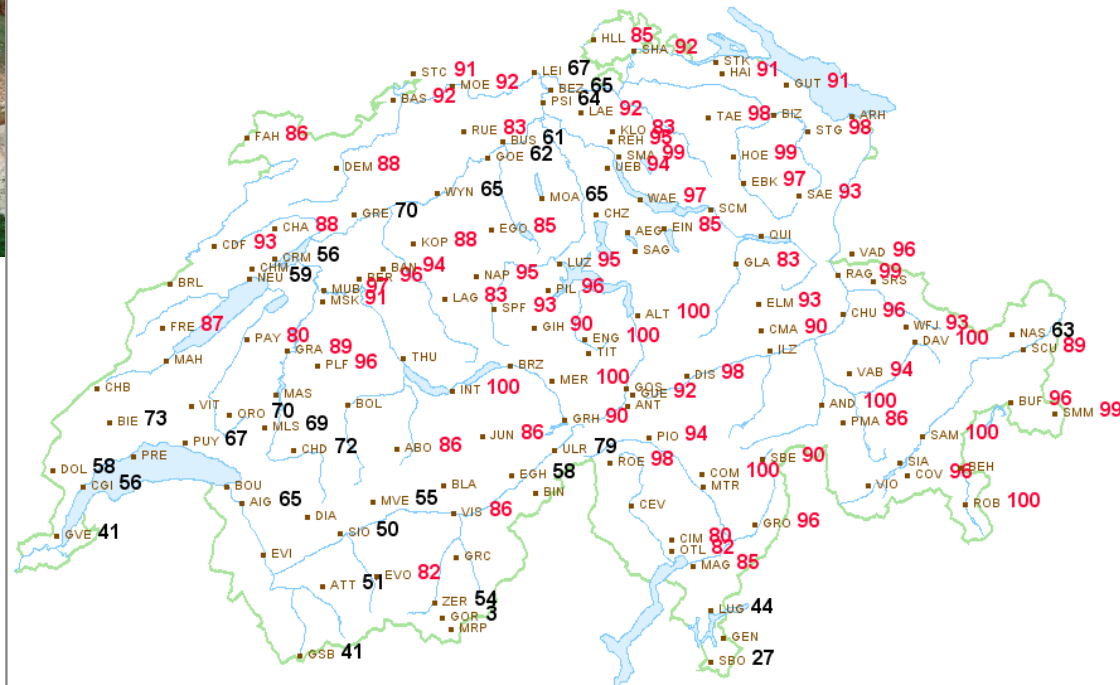 HLL 85
SHA 92
STK
HAI 91
GUT 91
STC 91
MOE 92
LEI 67
BEZ 65
PSI 64
BAS 92
LAE 92
TAE 98
BIZ
ARH
STG 98
FAH 86
RUE 83
BUS 61
KLO 83
REH 95
SMA 99
UEB 94
GOE 62
HOE 99
DEM 88
EBK 97
SAE 93
WYN 65
MOA 65
WAE 97
SCM
GRE 70
CHZ
CHA 88
EGO 85
AEG
EIN 85
QUI
CDF 93
KOP 88
SAG
VAD 96
CRM 56
CHM
NEU 59
BAN 94
BER 96
LUZ 95
GLA 83
RAG 99
SRS
BRL
NAP 95
MUB 97
MSK 91
PIL 96
LAG 83
SPF 93
ELM 93
CHU 96
ALT 100
FRE 87
GIH 90
CMA 90
WFJ 93
DAV 100
NAS 63
SCU 89
PAY 80
ENG 100
TIT
GRA 89
ILZ
MAH
PLF 96
THU
BRZ
VAB 94
CHB
INT 100
MER 100
DIS 98
GOS
GUE 92
ANT
MAS
VIT
BOL
AND 100
BUF 96
SMM 99
ORO 70
BIE 73
MLS 69
GRH 90
PMA 86
PUY 67
JUN 86
PIO 94
SAM 100
CHD 72
ABO 86
ULR 79
PRE
ROE 98
SBE 90
SIA
DOL 58
COM 100
COV 96
BEH
CGI 56
BOU
BLA
EGH 58
MTR
VIO
BIN
AIG 65
MVE 55
CEV
ROB 100
DIA
VIS 86
GRO 96
GVE 41
SIO 50
CIM 80
OTL 82
EVI
GRC
MAG 85
EVO 82
ATT 51
ZER 54
LUG 44
GOR 3
MRP
GEN
GSB 41
SBO 27